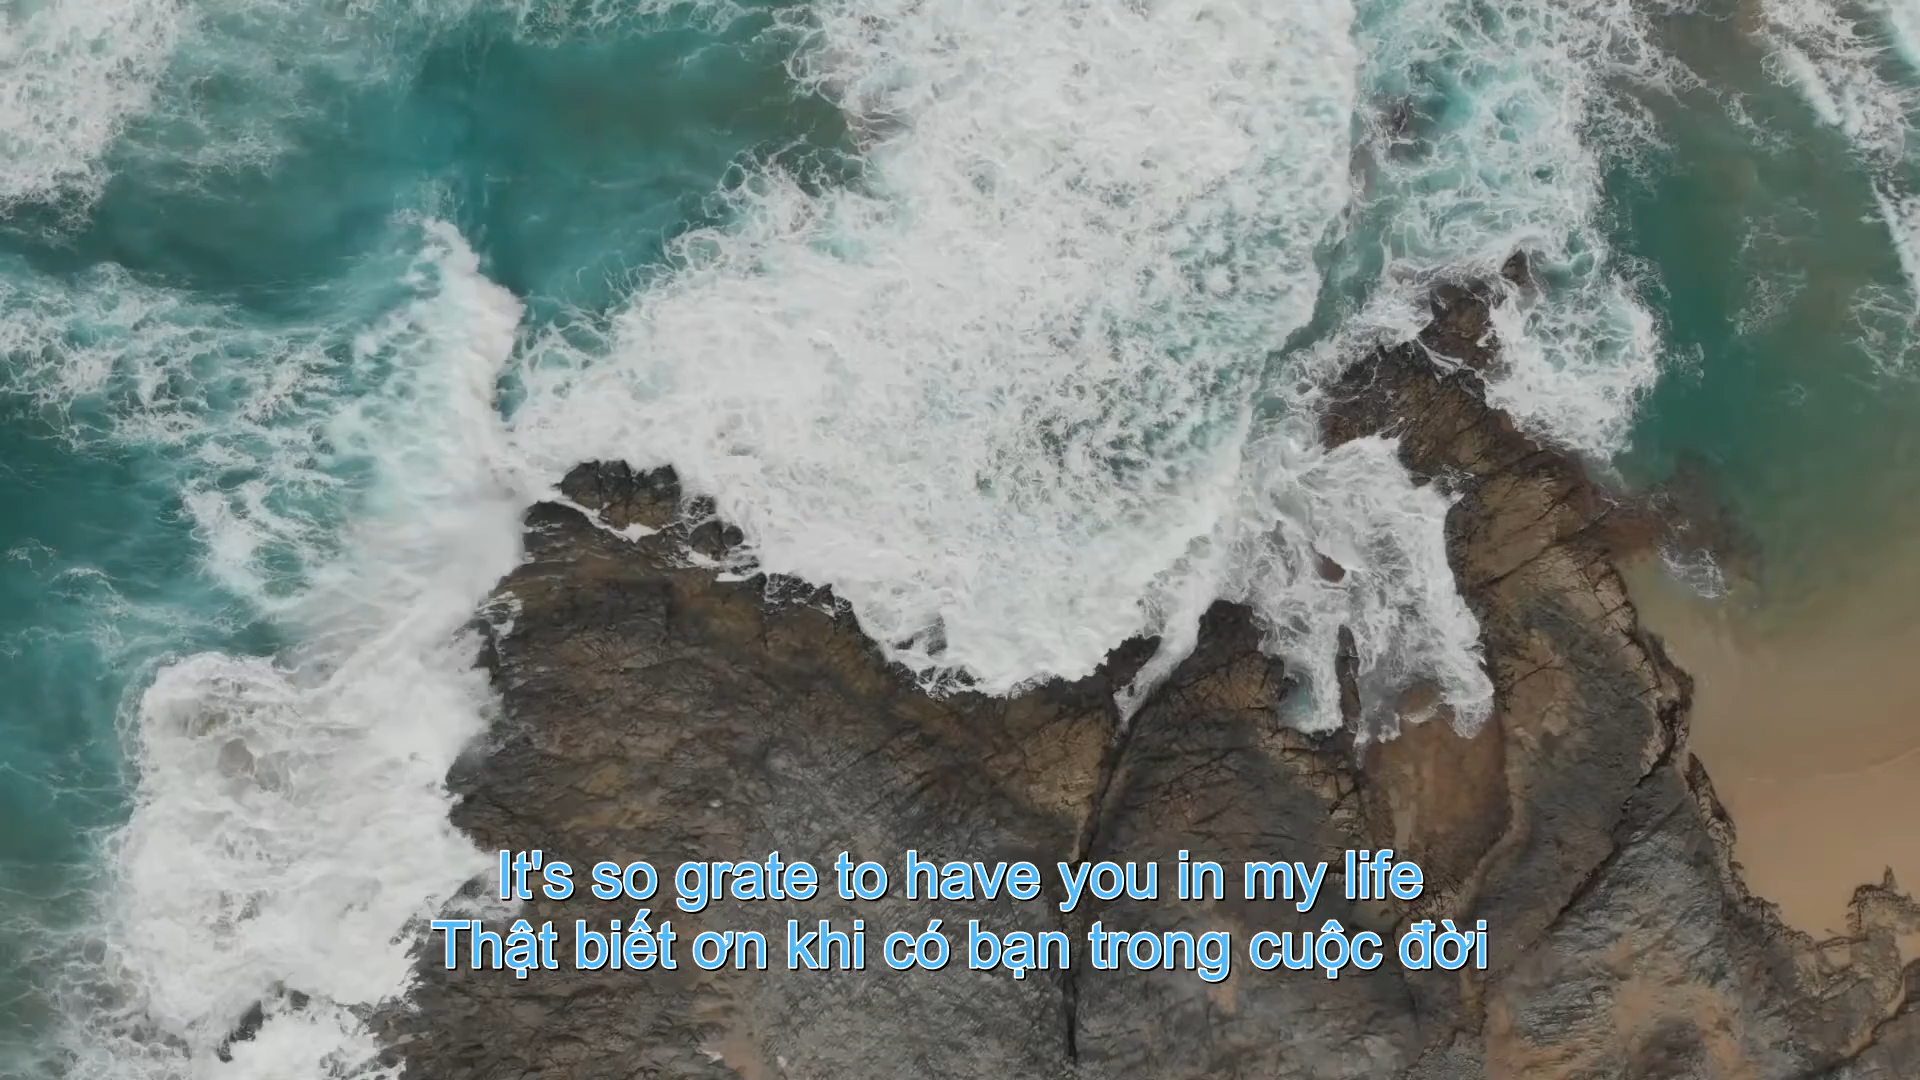 It's so grate to have you in my life
Thật biết ơn khi có bạn trong cuộc đời